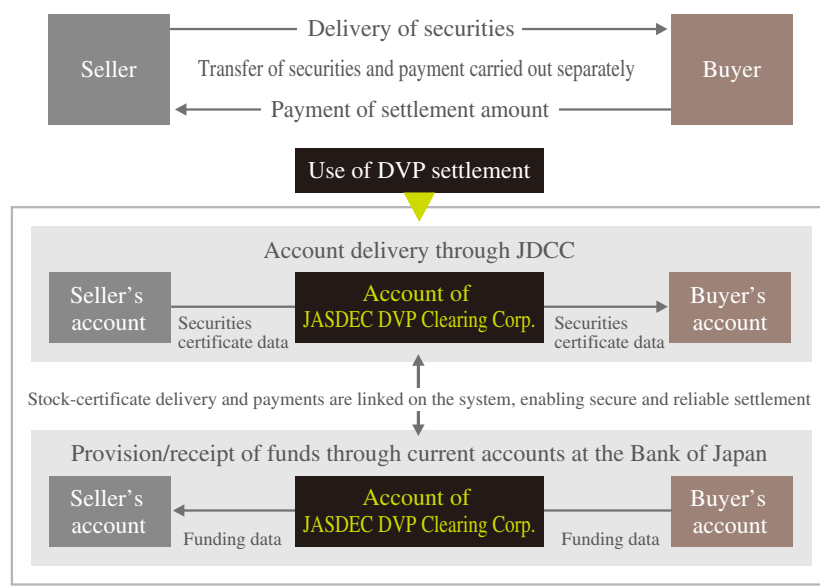 Delivery of securities
Seller
Transfer of securities and payment carried out separately
Buyer
Payment of settlement amount
Use of DVP settlement
Account delivery through JDCC
Seller's
account
Securities
certificate data
Account of
JASDEC DVP Clearing Corp.
Securities
certificate data
Buyer's
account
Stock-certificate delivery and payments are linked on the system, enabling secure and reliable settlement
Provision/receipt of funds through current accounts at the Bank of Japan
Seller's
account
Funding data
Account of
JASDEC DVP Clearing Corp.
Funding data
Buyer's
account